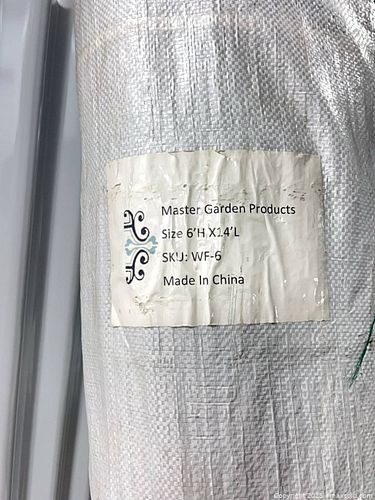 Master Garden Products
Size 6'H X14'L
SKU: WF-6
Made In China